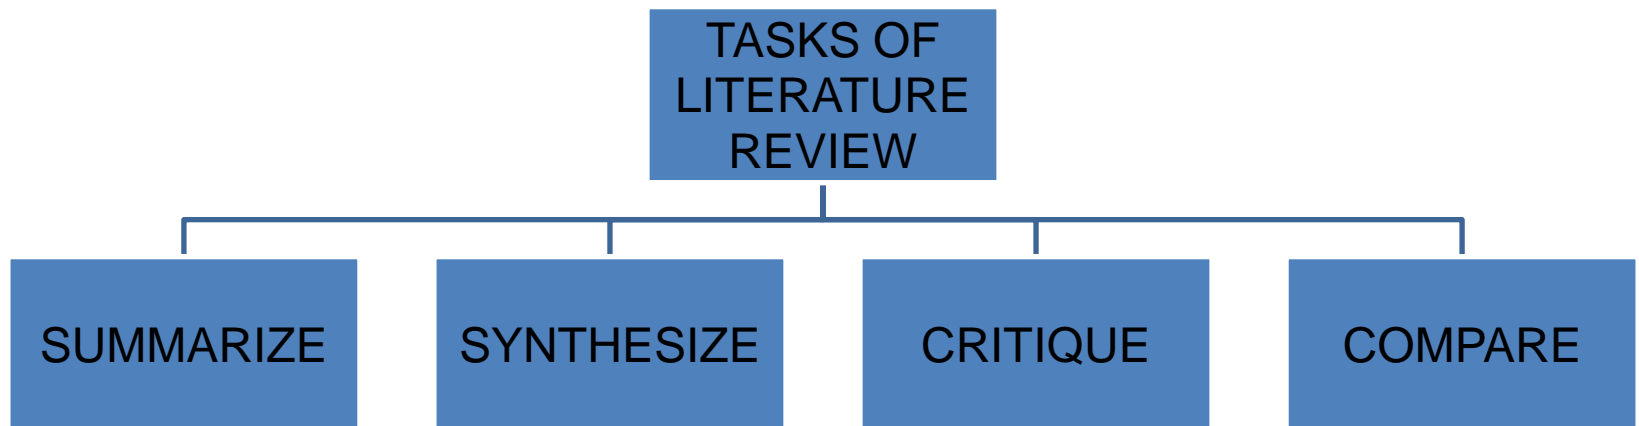 TASKS OF
LITERATURE
REVIEW
SUMMARIZE
SYNTHESIZE
CRITIQUE
COMPARE